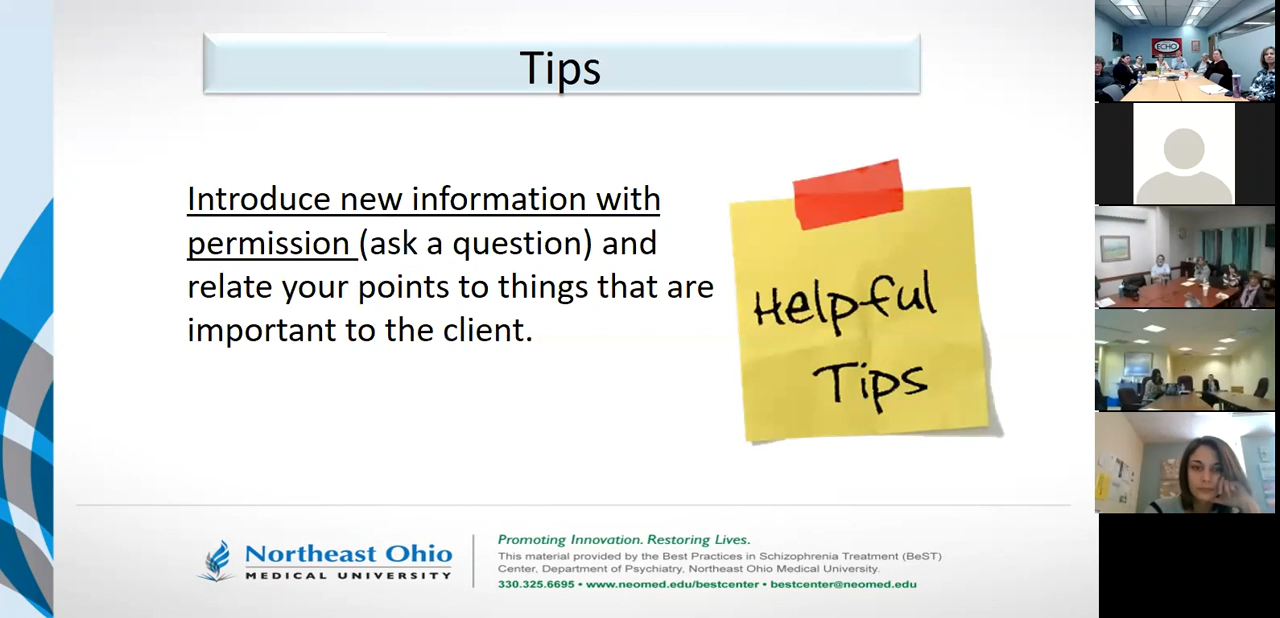 Tips
Introduce new information with
permission (ask a question) and
relate your points to things that are
important to the client.
Helpful
Tips
Northeast Ohio
MEDICAL UNIVERSITY
Promoting Innovation. Restoring Lives.
This material provided by the Best Practices in Schizophrenia Treatment (BeST)
Center, Department of Psychiatry, Northeast Ohio Medical University.
330.325.6695 • www.neomed.edu/bestcenter • bestcenter@neomed.edu
ECHO